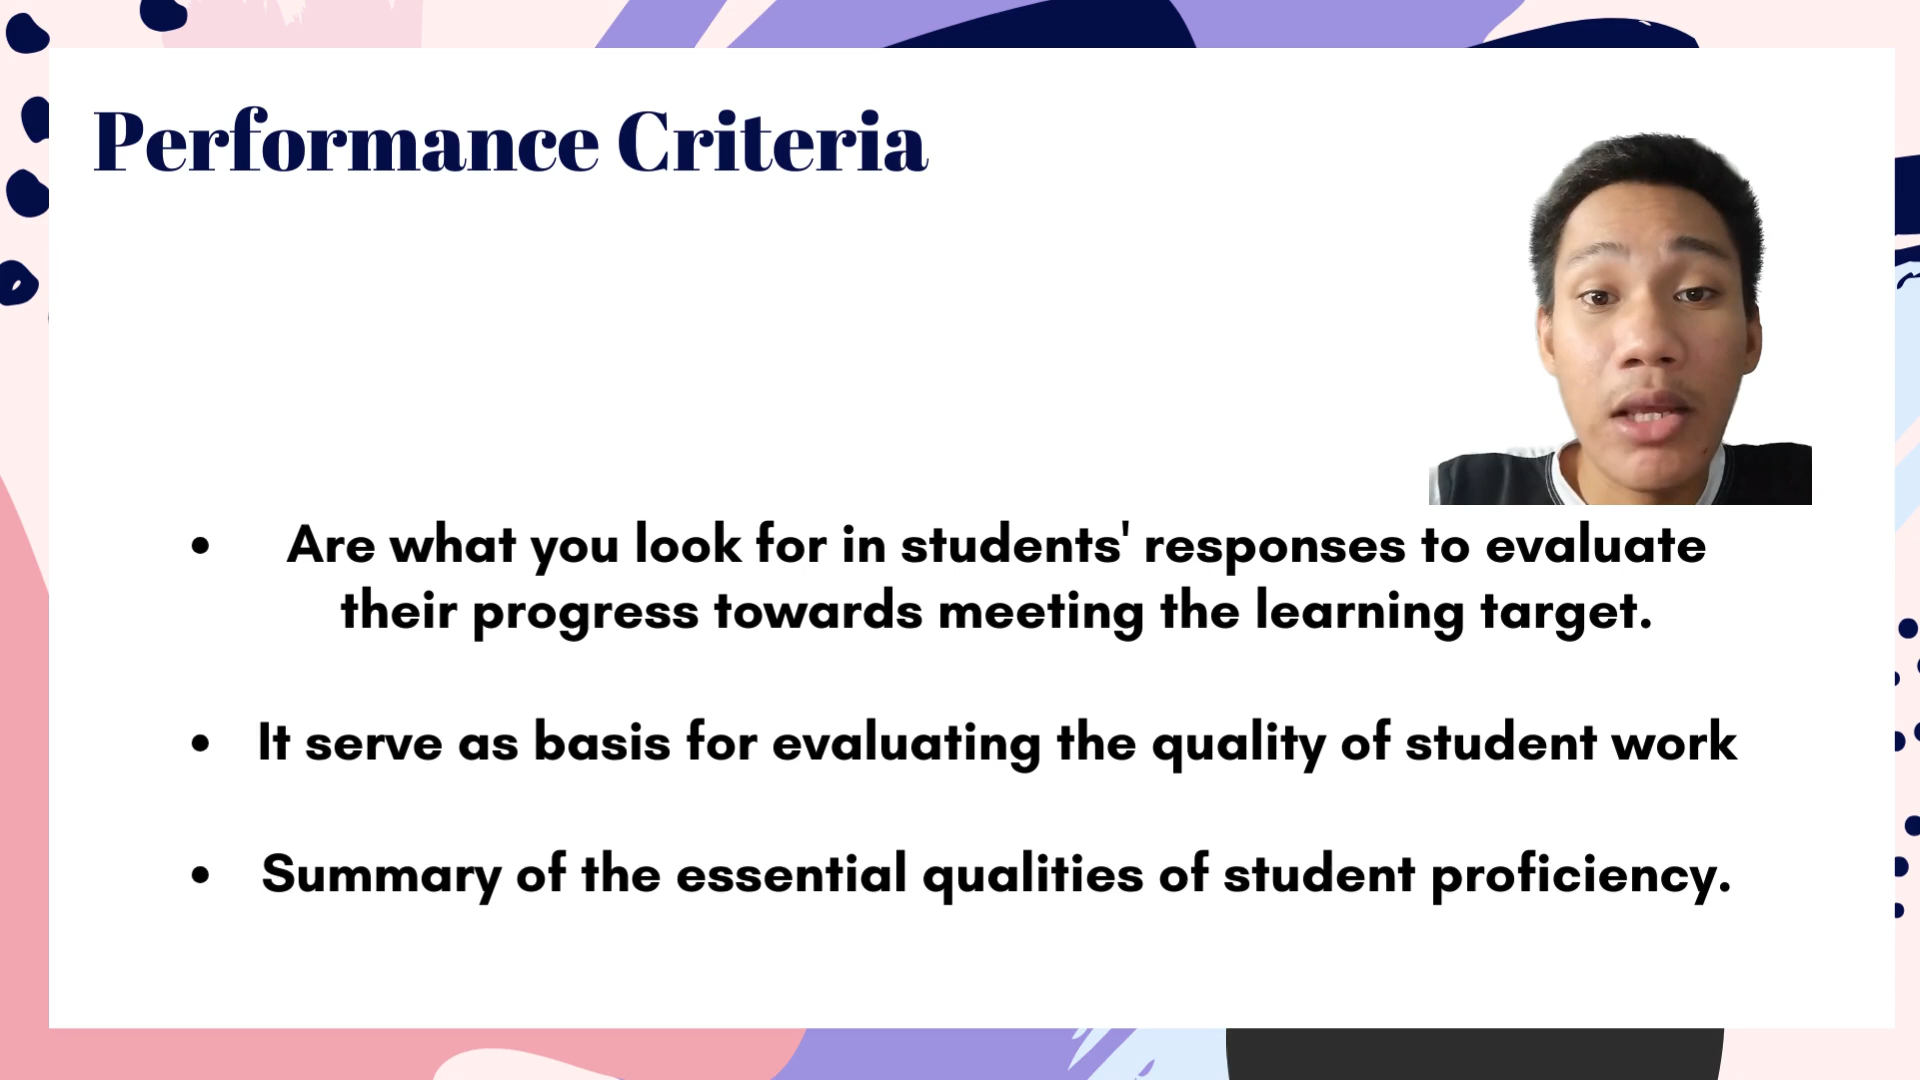 Performance Criteria
• Are what you look for in students' responses to evaluate
their progress towards meeting the learning target.
• It serve as basis for evaluating the quality of student work
• Summary of the essential qualities of student proficiency.